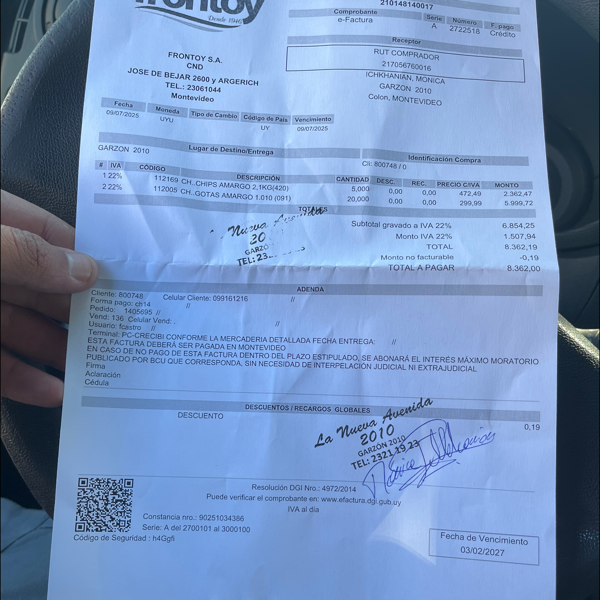 frontoy
Desde 1946
210148140017
Comprobante Serie Número F. pago
e-Factura A 2722518 Crédito
Receptor
RUT COMPRADOR
217056760016
ICHKHANIAN, MONICA
GARZON 2010
Colon, MONTEVIDEO
FRONTOY S.A.
CND
JOSE DE BEJAR 2600 y ARGERICH
TEL.: 23061044
Montevideo
Fecha Moneda Tipo de Cambio Código de País Vencimiento
09/07/2025 UYU UY 09/07/2025
Lugar de Destino/Entrega Identificación Compra
GARZON 2010 Cli: 800748 / 0
# IVA CÓDIGO DESCRIPCIÓN CANTIDAD DESC. REC. PRECIO C/IVA MONTO
1 22% 112169 CH..CHIPS AMARGO 2,1KG(420) 5,000 0,00 0,00 472,49 2.362,47
2 22% 112005 CH..GOTAS AMARGO 1.010 (091) 20,000 0,00 0,00 299,99 5.999,72
TOTALES
Subtotal gravado a IVA 22% 6.854,25
Monto IVA 22% 1.507,94
TOTAL 8.362,19
Monto no facturable -0,19
TOTAL A PAGAR 8.362,00
Nueva Avenida
ADENDA
Cliente: 800748 Celular Cliente: 099161216 //
Forma pago: ch14 //
Pedido: 1405695 //
Vend: 136 Celular Vend: . //
Usuario: fcastro //
Terminal: PC-CRECIBI CONFORME LA MERCADERIA DETALLADA FECHA ENTREGA: //
ESTA FACTURA DEBERÁ SER PAGADA EN MONTEVIDEO
EN CASO DE NO PAGO DE ESTA FACTURA DENTRO DEL PLAZO ESTIPULADO, SE ABONARÁ EL INTERÉS MÁXIMO MORATORIO
PUBLICADO POR BCU QUE CORRESPONDA, SIN NECESIDAD DE INTERPELACIÓN JUDICIAL NI EXTRAJUDICIAL
Firma
Aclaración
Cédula
DESCUENTOS / RECARGOS GLOBALES
DESCUENTO 0,19
La Nueva Avenida
2010
GARZÓN 2010
TEL: 2321 19 23
Resolución DGI Nro.: 4972/2014
Puede verificar el comprobante en: www.efactura.dgi.gub.uy
IVA al día
Constancia nro.: 90251034386
Serie: A del 2700101 al 3000100
Código de Seguridad : h4Ggfi
Fecha de Vencimiento
03/02/2027